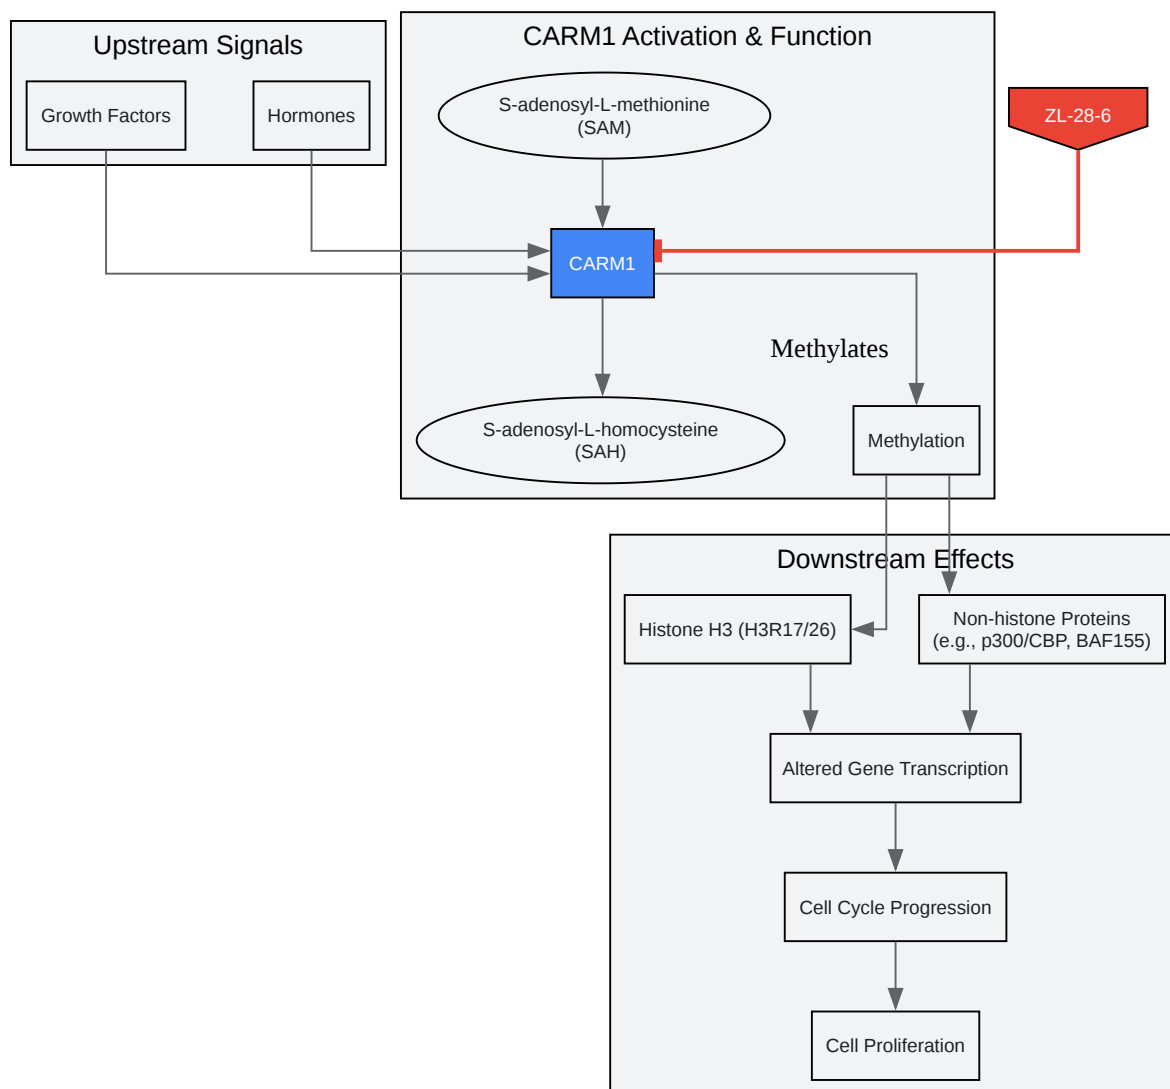 Upstream Signals
Growth Factors
Hormones
CARM1 Activation & Function
S-adenosyl-L-methionine
(SAM)
ZL-28-6
CARM1
Methylates
S-adenosyl-L-homocysteine
(SAH)
Methylation
Downstream Effects
Histone H3 (H3R17/26)
Non-histone Proteins
(e.g., p300/CBP, BAF155)
Altered Gene Transcription
Cell Cycle Progression
Cell Proliferation